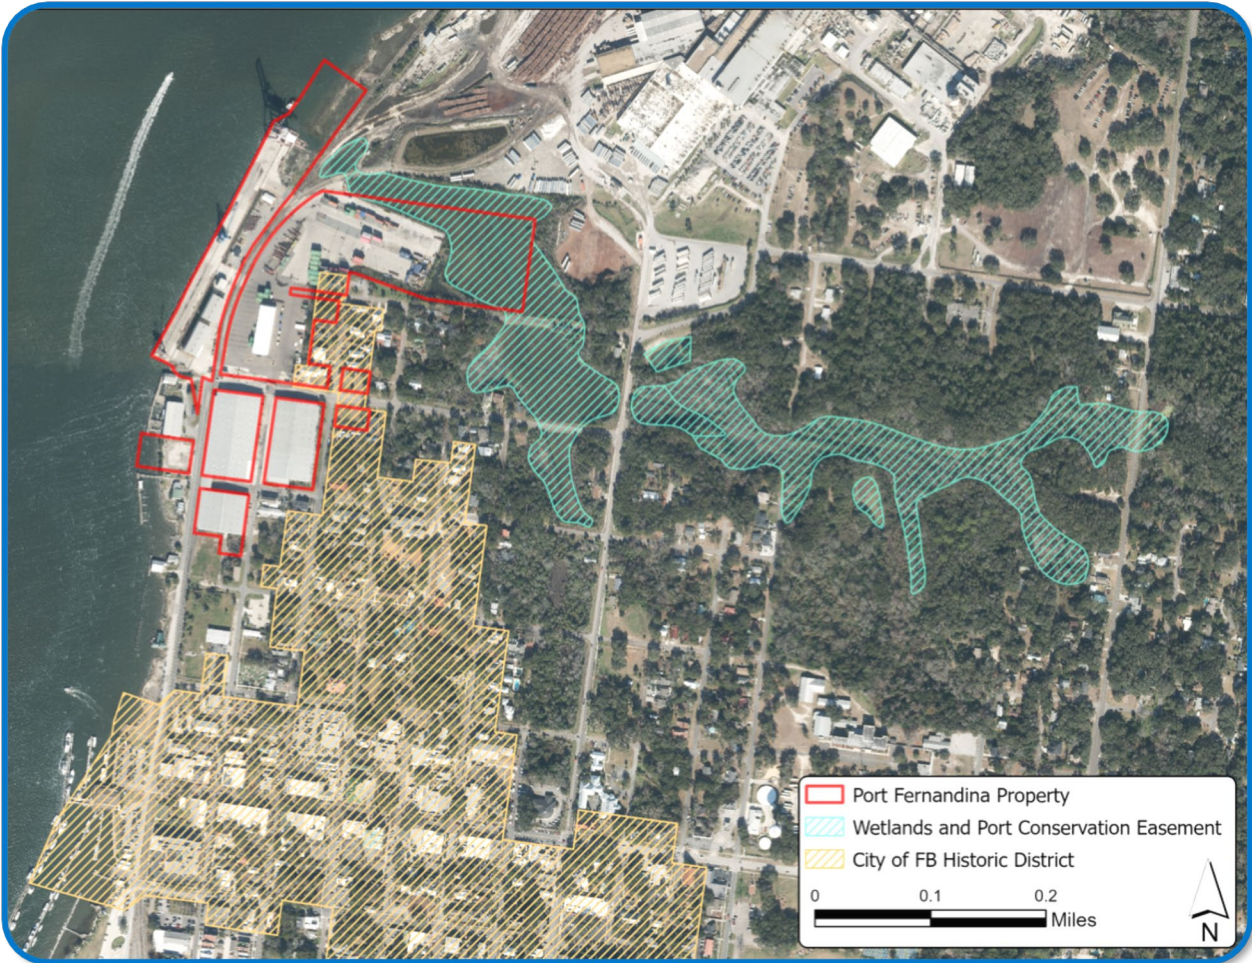 Port Fernandina Property
Wetlands and Port Conservation Easement
City of FB Historic District
0 0.1 0.2
Miles
N